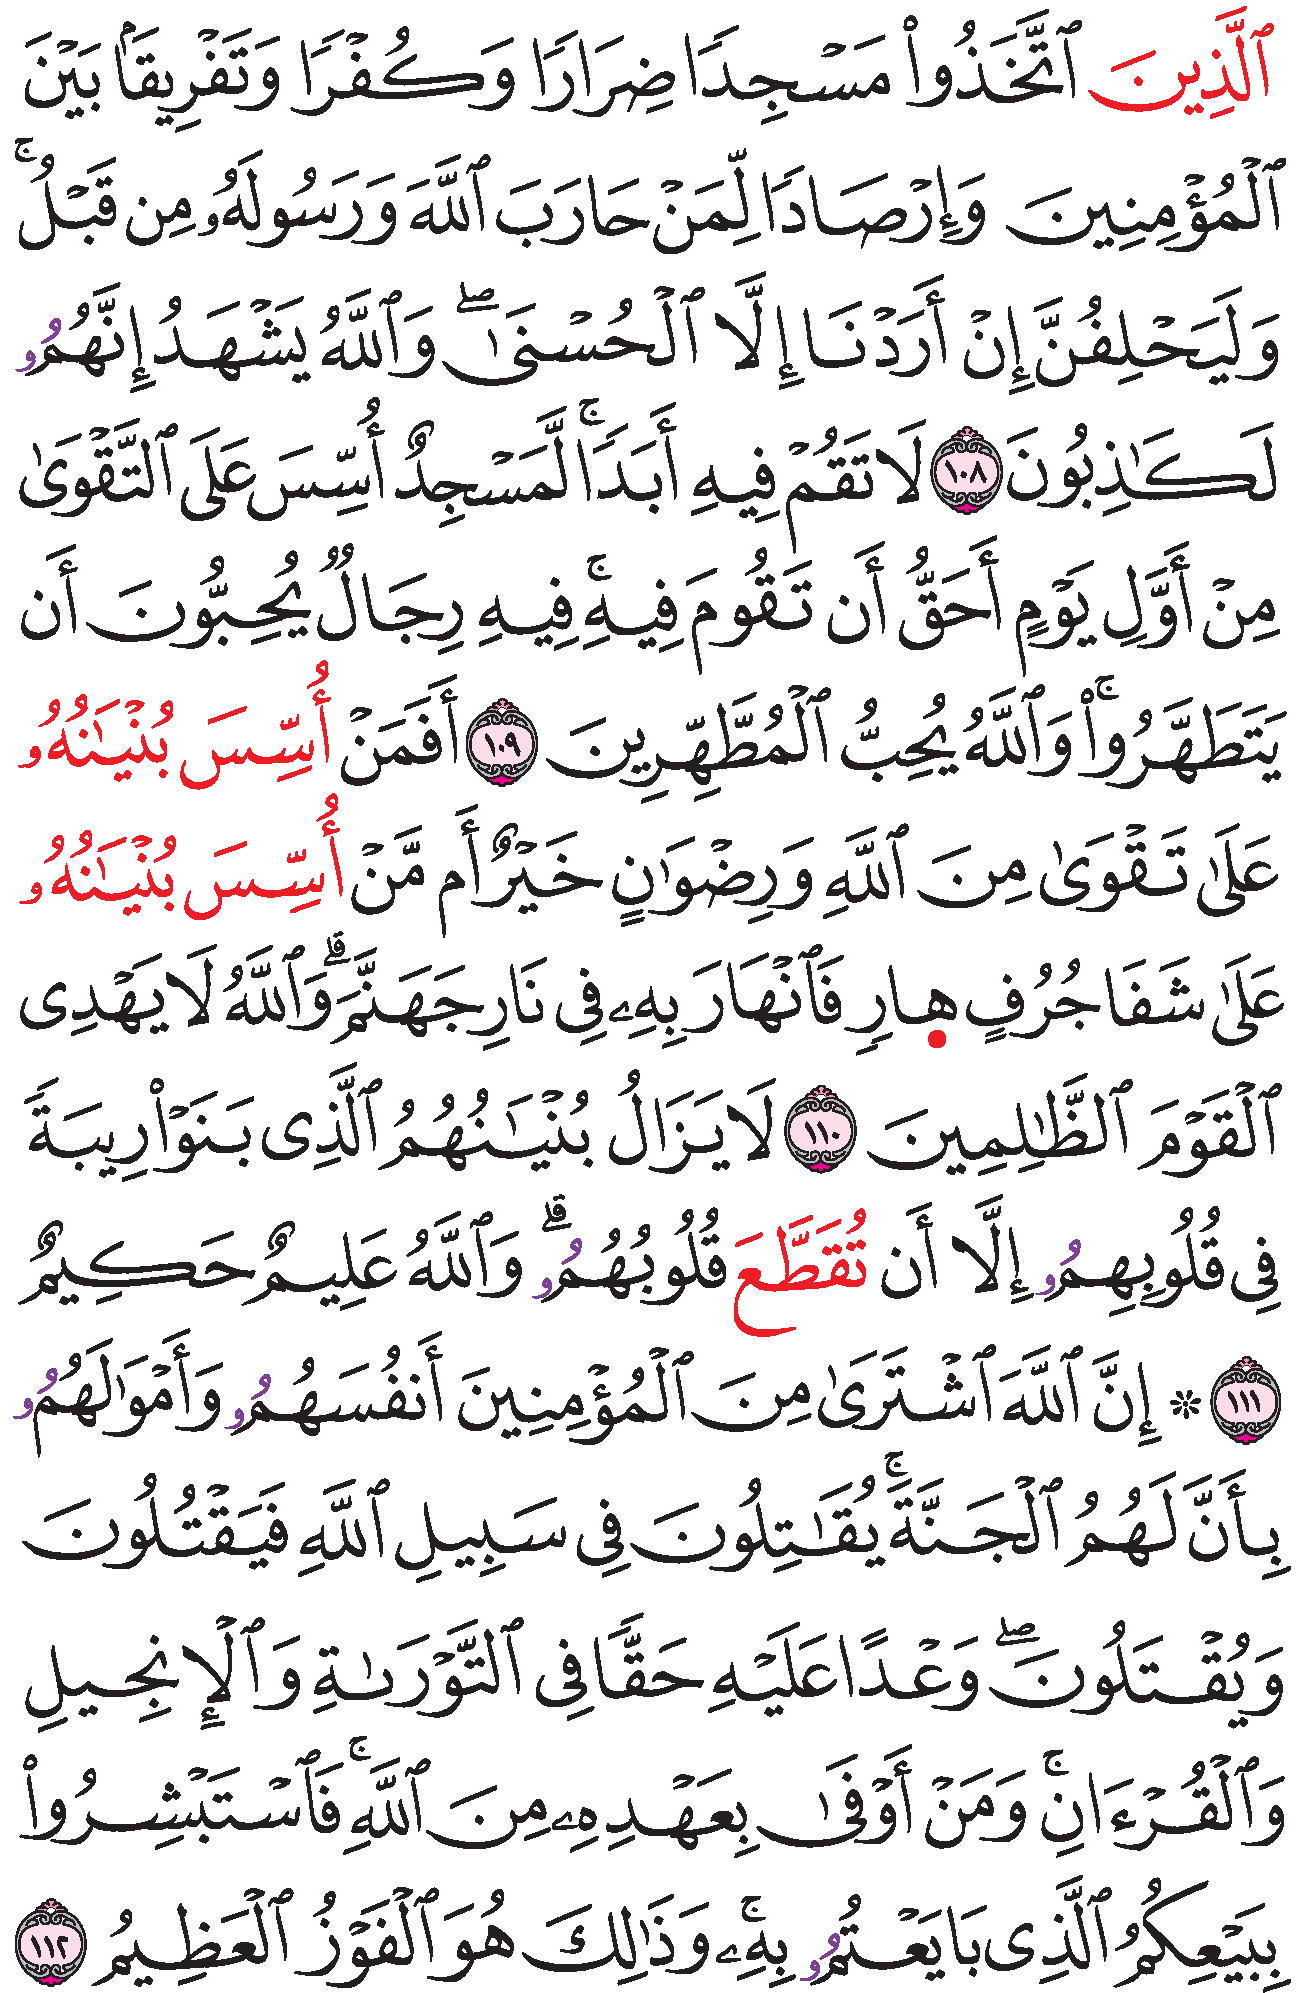 ٱلَّذِينَ ٱتَّخَذُوا۟ مَسْجِدًا ضِرَارًا وَكُفْرًا وَتَفْرِيقَۢا بَيْنَ
ٱلْمُؤْمِنِينَ وَإِرْصَادًا لِّمَنْ حَارَبَ ٱللَّهَ وَرَسُولَهُۥ مِن قَبْلُۚ
وَلَيَحْلِفُنَّ إِنْ أَرَدْنَا إِلَّا ٱلْحُسْنَىٰۖ وَٱللَّهُ يَشْهَدُ إِنَّهُمُۥ
لَكَـٰذِبُونَ ١٠٨ لَا تَقُمْ فِيهِ أَبَدًاۚ لَّمَسْجِدٌ أُسِّسَ عَلَى ٱلتَّقْوَىٰ
مِنْ أَوَّلِ يَوْمٍ أَحَقُّ أَن تَقُومَ فِيهِۚ فِيهِ رِجَالٌ يُحِبُّونَ أَن
يَتَطَهَّرُوا۟ۚ وَٱللَّهُ يُحِبُّ ٱلْمُطَّهِّرِينَ ١٠٩ أَفَمَنْ أُسِّسَ بُنْيَـٰنُهُۥ
عَلَىٰ تَقْوَىٰ مِنَ ٱللَّهِ وَرِضْوَٰنٍ خَيْرٌ أَم مَّنْ أُسِّسَ بُنْيَـٰنُهُۥ
عَلَىٰ شَفَا جُرُفٍ هارِ فَٱنْهَارَ بِهِۦ فِى نَارِ جَهَنَّمَۗ وَٱللَّهُ لَا يَهْدِى
ٱلْقَوْمَ ٱلظَّـٰلِمِينَ ١١٠ لَا يَزَالُ بُنْيَـٰنُهُمُ ٱلَّذِى بَنَوْا۟ رِيبَةً
فِى قُلُوبِهِمُۥ إِلَّا أَن تُقَطَّعَ قُلُوبُهُمُۥۗ وَٱللَّهُ عَلِيمٌ حَكِيمٌ
١١١ ۞ إِنَّ ٱللَّهَ ٱشْتَرَىٰ مِنَ ٱلْمُؤْمِنِينَ أَنفُسَهُمُۥ وَأَمْوَٰلَهُمُۥ
بِأَنَّ لَهُمُ ٱلْجَنَّةَۚ يُقَـٰتِلُونَ فِى سَبِيلِ ٱللَّهِ فَيَقْتُلُونَ
وَيُقْتَلُونَۖ وَعْدًا عَلَيْهِ حَقًّا فِى ٱلتَّوْرَىٰةِ وَٱلْإِنجِيلِ
وَٱلْقُرْءَانِۚ وَمَنْ أَوْفَىٰ بِعَهْدِهِۦ مِنَ ٱللَّهِۚ فَٱسْتَبْشِرُوا۟
بِبَيْعِكُمُ ٱلَّذِى بَايَعْتُمُۥ بِهِۦۚ وَذَٰلِكَ هُوَ ٱلْفَوْزُ ٱلْعَظِيمُ ١١٢